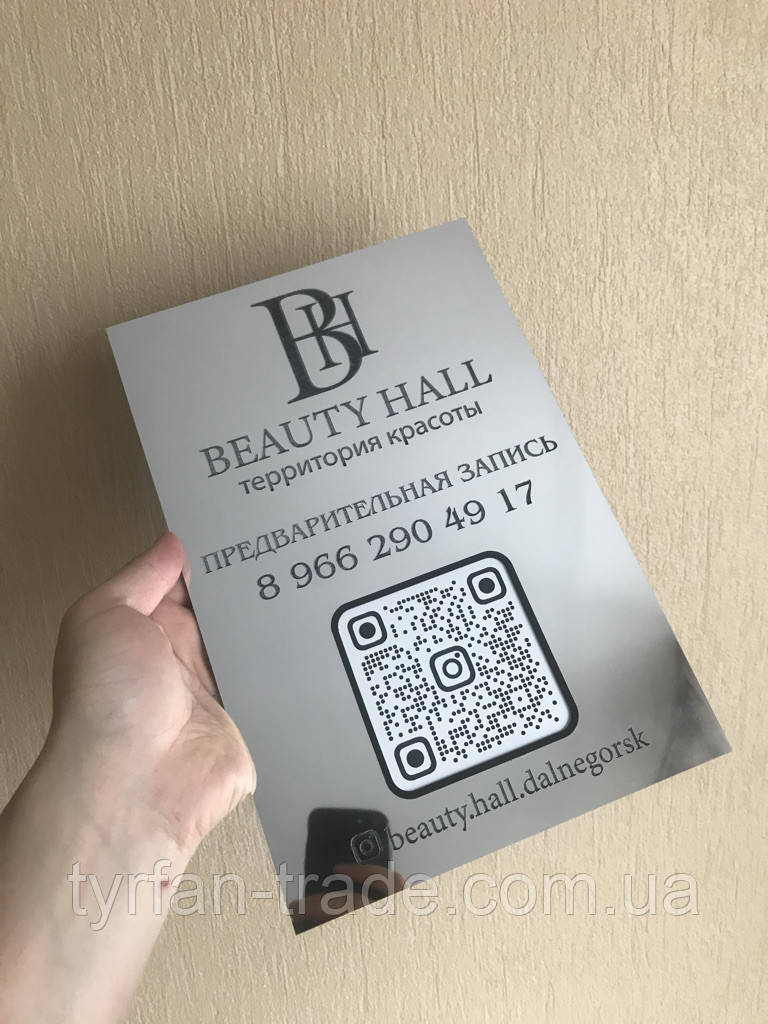 BH
BEAUTY HALL
территория красоты
ПРЕДВАРИТЕЛЬНАЯ ЗАПИСЬ
8 966 290 49 17
beauty.hall.dalnegorsk
tyrfan-trade.com.ua